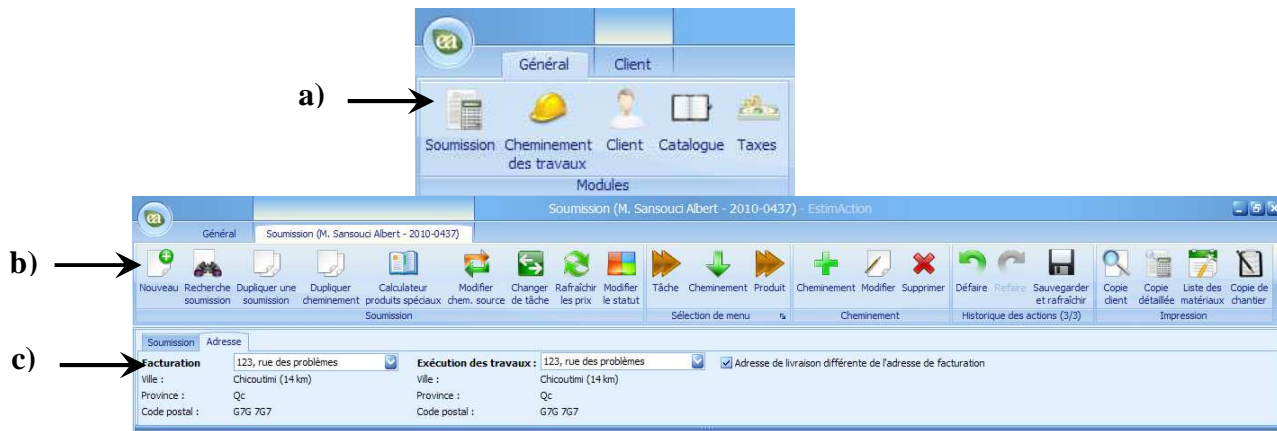 ea
Général Client
a)
Soumission Cheminement des travaux Client Catalogue Taxes
Modules
ea
Soumission (M. Sansouci Albert - 2010-0437) - EstimAction
Général Soumission (M. Sansouci Albert - 2010-0437)
b)
Nouveau Recherche soumission Dupliquer une soumission Dupliquer cheminement Calculateur produits spéciaux Modifier chem. source Changer de tâche Rafraîchir les prix Modifier le statut Tâche Cheminement Produit Cheminement Modifier Supprimer Défaire Refaire Sauvegarder et rafraîchir Copie client Copie détaillée Liste des matériaux Copie de chantier
Soumission Sélection de menu Cheminement Historique des actions (3/3) Impression
Soumission Adresse
c)
Facturation 123, rue des problèmes Exécution des travaux : 123, rue des problèmes Adresse de livraison différente de l'adresse de facturation
Ville : Chicoutimi (14 km) Ville : Chicoutimi (14 km)
Province : Qc Province : Qc
Code postal : G7G 7G7 Code postal : G7G 7G7